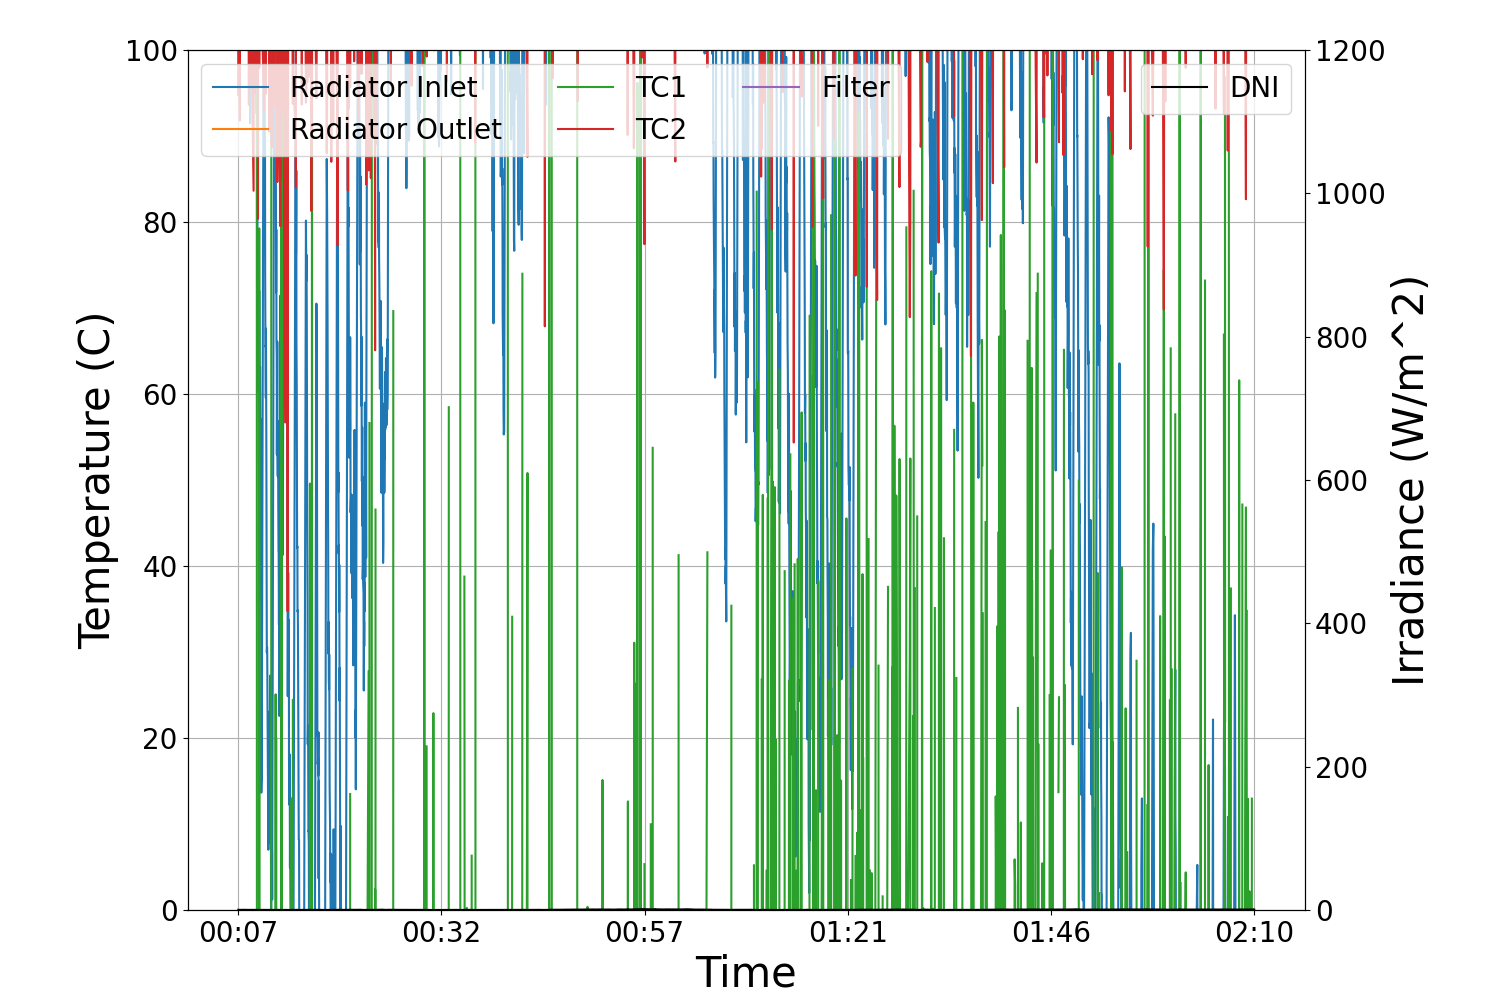 Radiator Inlet
Radiator Outlet
TC1
TC2
Filter
DNI
Temperature (C)
100
80
60
40
20
0
Irradiance (W/m^2)
1200
1000
800
600
400
200
0
00:07 00:32 00:57 01:21 01:46 02:10
Time